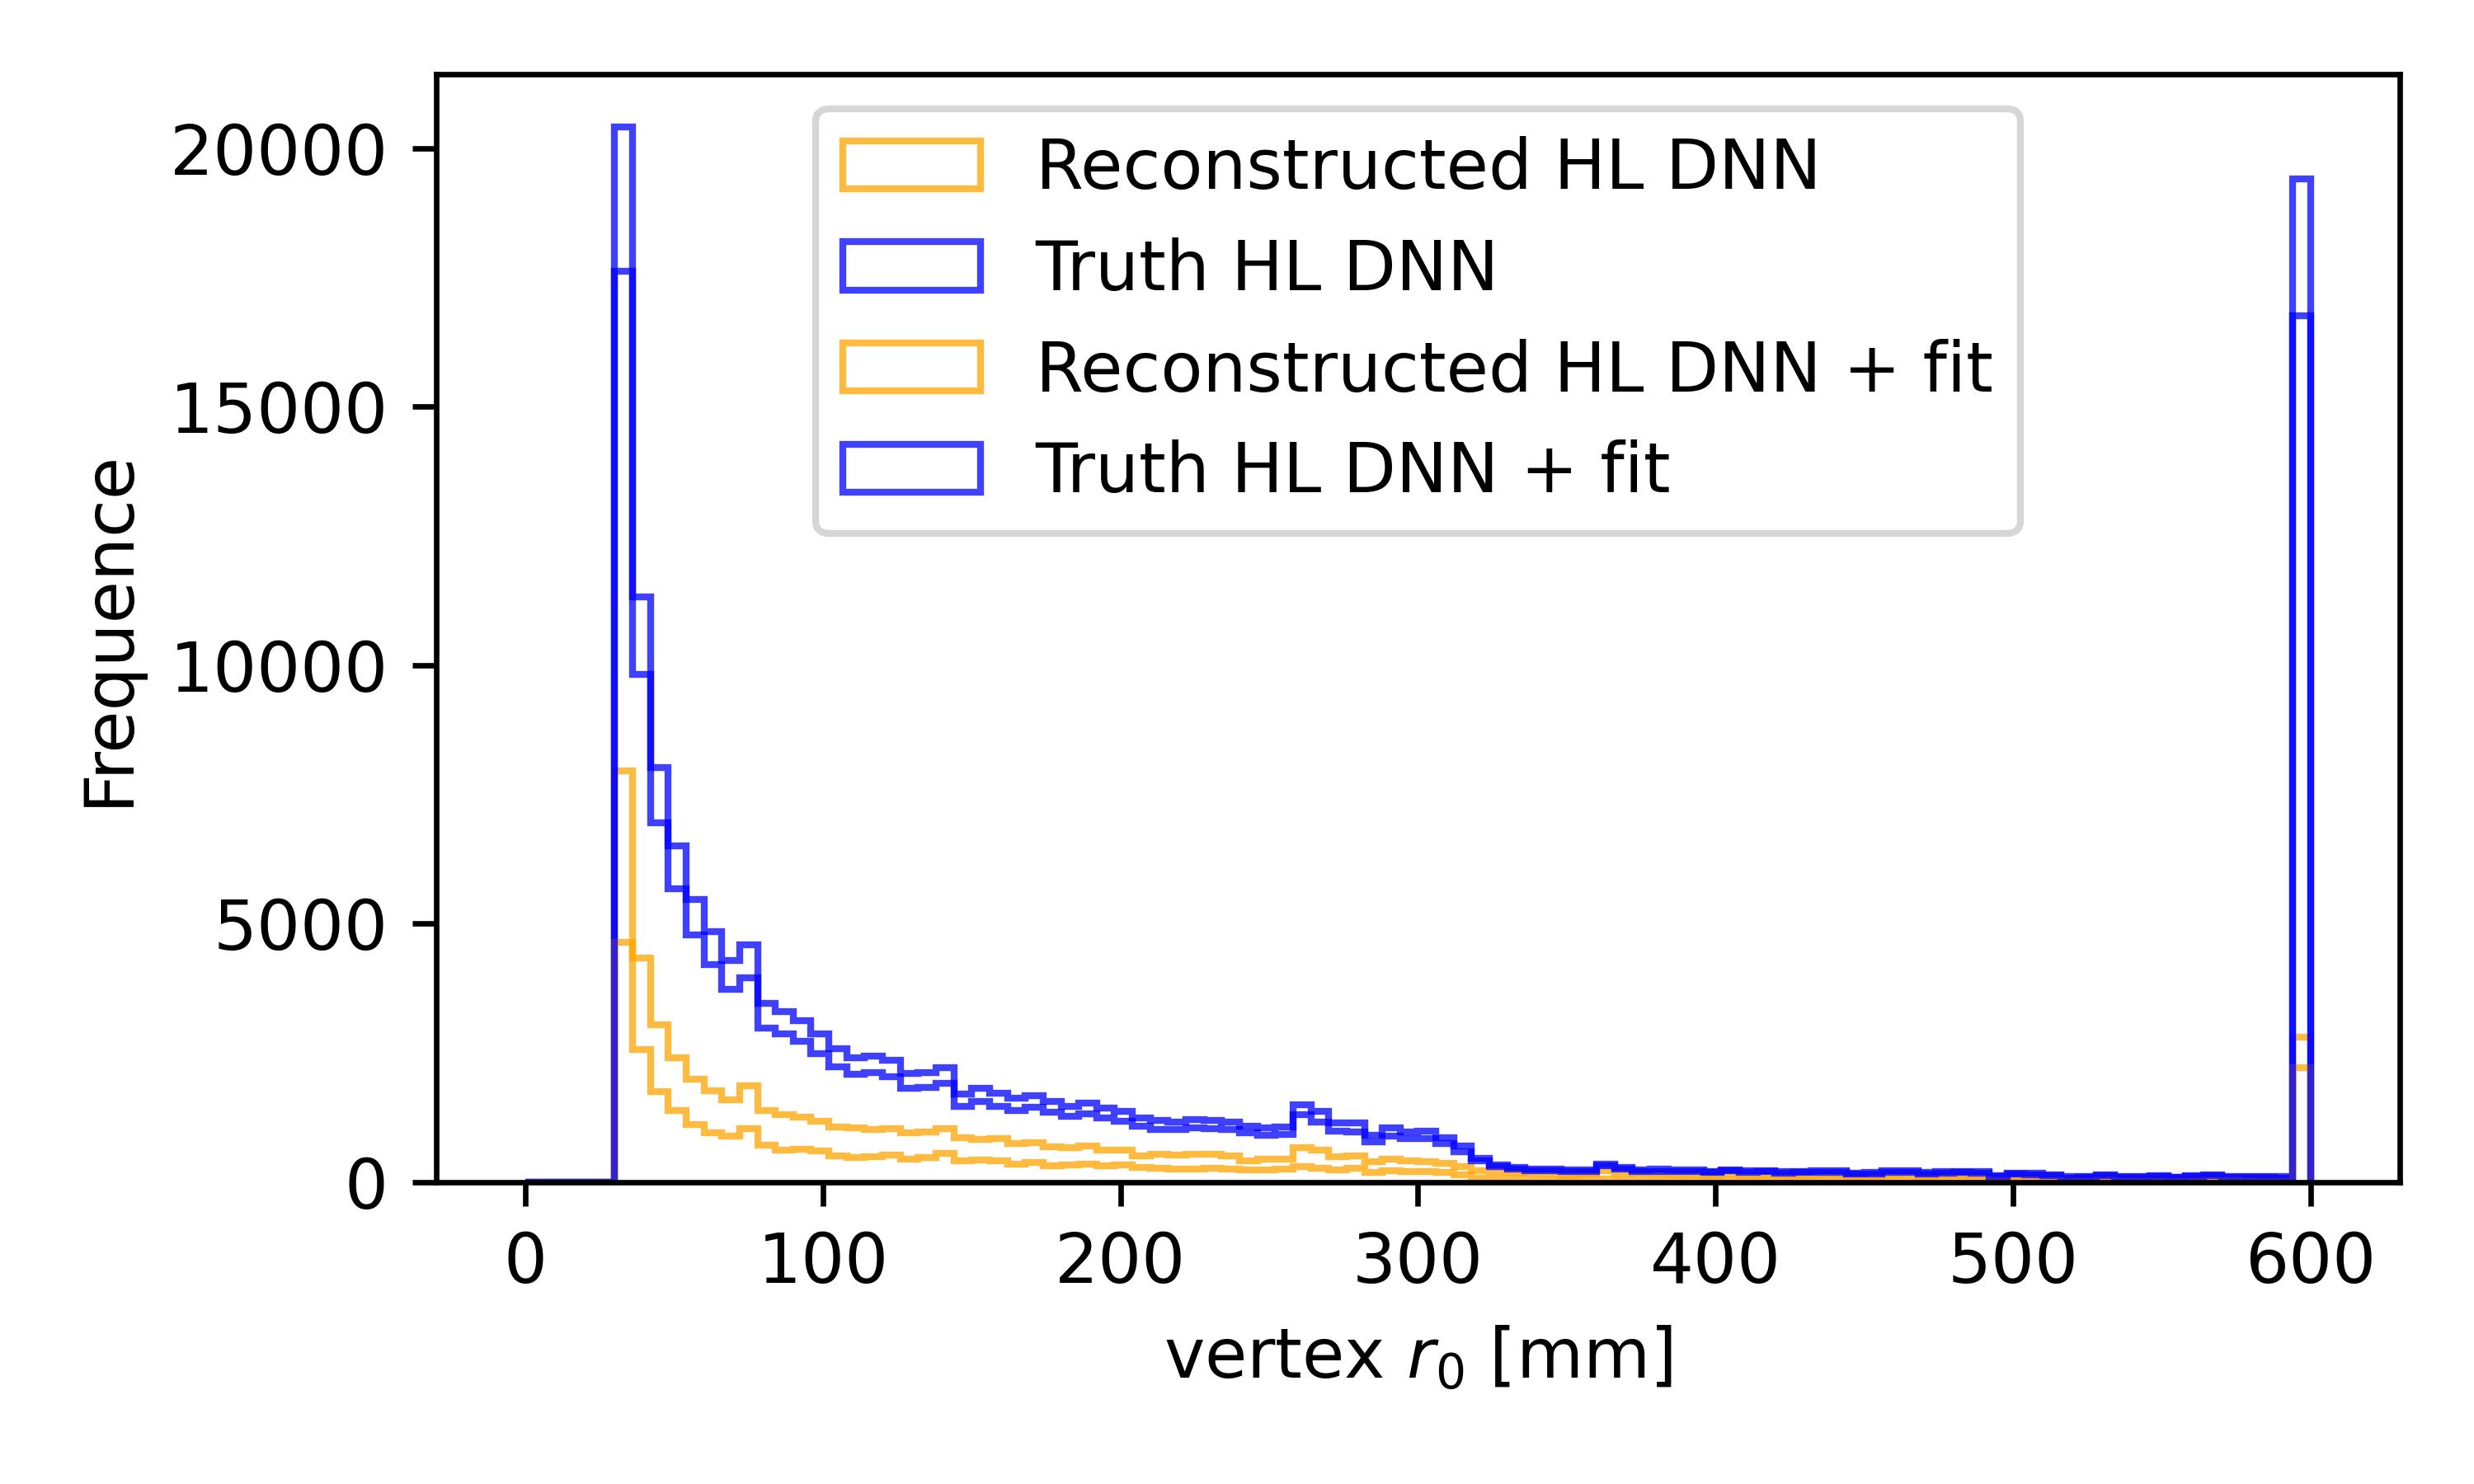 20000
15000
10000
5000
0
Frequence
Reconstructed HL DNN
Truth HL DNN
Reconstructed HL DNN + fit
Truth HL DNN + fit
0 100 200 300 400 500 600
vertex r₀ [mm]